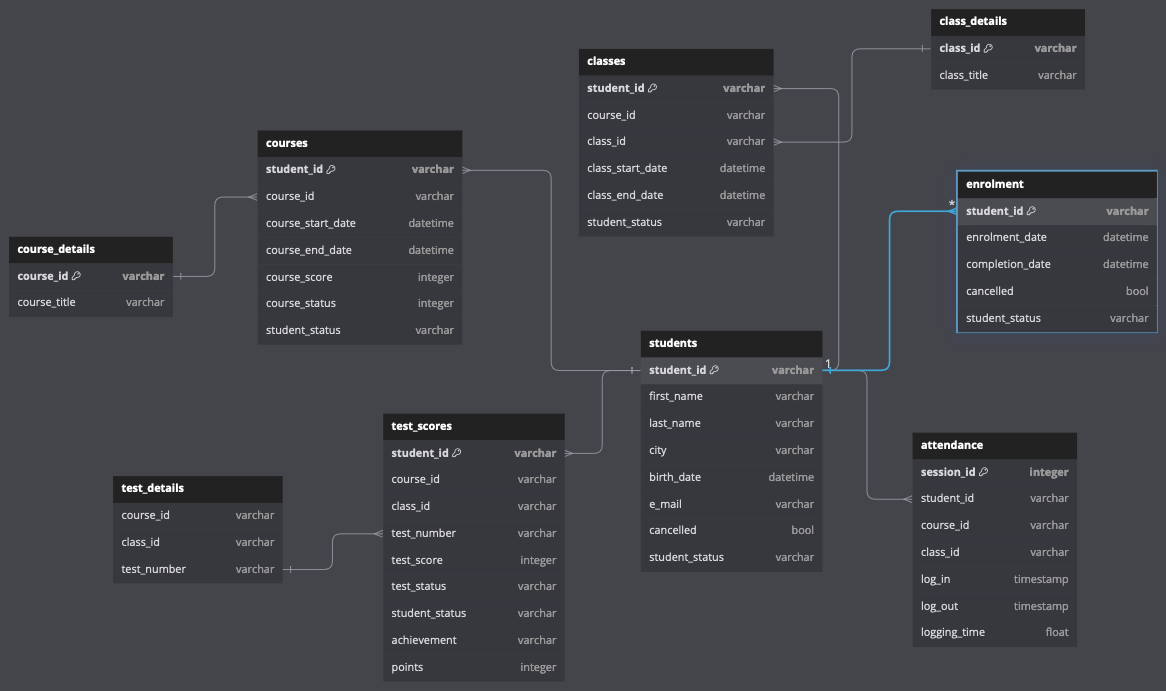 class_details
class_id varchar
class_title varchar
classes
student_id varchar
course_id varchar
class_id varchar
class_start_date datetime
class_end_date datetime
student_status varchar
courses
student_id varchar
course_id varchar
course_start_date datetime
course_end_date datetime
course_score integer
course_status integer
student_status varchar
enrolment
*
student_id varchar
enrolment_date datetime
completion_date datetime
cancelled bool
student_status varchar
course_details
course_id varchar
course_title varchar
students
1
student_id varchar
first_name varchar
last_name varchar
city varchar
birth_date datetime
e_mail varchar
cancelled bool
student_status varchar
test_scores
student_id varchar
course_id varchar
class_id varchar
test_number varchar
test_score integer
test_status varchar
student_status varchar
achievement varchar
points integer
attendance
session_id integer
student_id varchar
course_id varchar
class_id varchar
log_in timestamp
log_out timestamp
logging_time float
test_details
course_id varchar
class_id varchar
test_number varchar